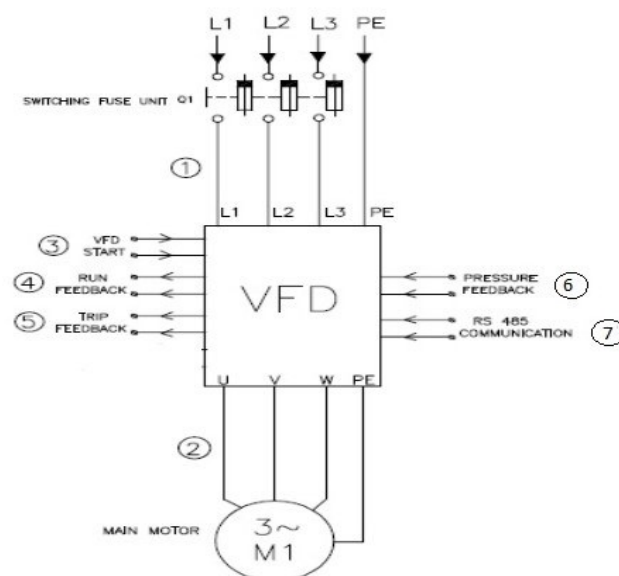 L1 L2 L3 PE
SWITCHING FUSE UNIT Q1
1
L1 L2 L3 PE
3 VFD
START
4 RUN
FEEDBACK
5 TRIP
FEEDBACK
VFD
PRESSURE
FEEDBACK 6
RS 485
COMMUNICATION 7
U V W PE
2
MAIN MOTOR
3~
M1